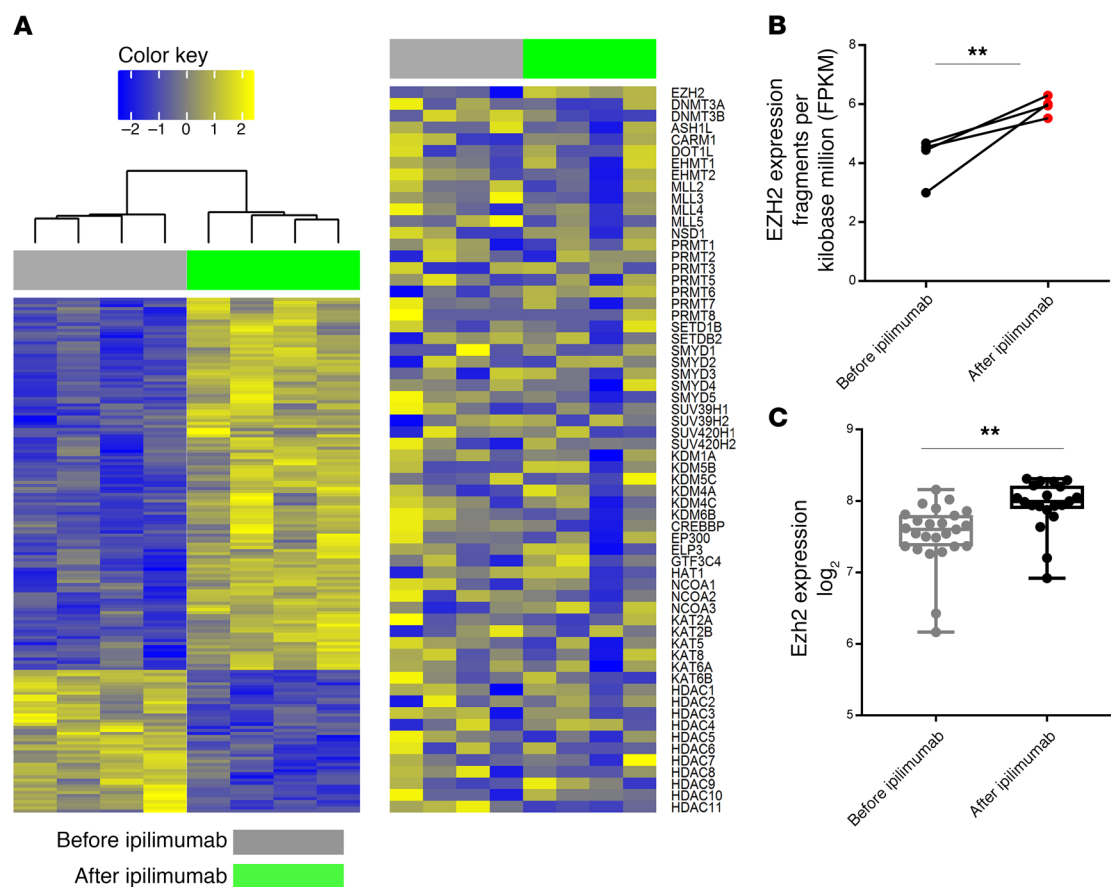 A
Color key
−2 −1 0 1 2
Before ipilimumab
After ipilimumab
EZH2
DNMT3A
DNMT3B
ASH1L
CARM1
DOT1L
EHMT1
EHMT2
MLL2
MLL3
MLL4
MLL5
NSD1
PRMT1
PRMT2
PRMT3
PRMT5
PRMT6
PRMT7
PRMT8
SETD1B
SETDB2
SMYD1
SMYD2
SMYD3
SMYD4
SMYD5
SUV39H1
SUV39H2
SUV420H1
SUV420H2
KDM1A
KDM5B
KDM5C
KDM4A
KDM4C
KDM6B
CREBBP
EP300
ELP3
GTF3C4
HAT1
NCOA1
NCOA2
NCOA3
KAT2A
KAT2B
KAT5
KAT8
KAT6A
KAT6B
HDAC1
HDAC2
HDAC3
HDAC4
HDAC5
HDAC6
HDAC7
HDAC8
HDAC9
HDAC10
HDAC11
B
EZH2 expression
fragments per
kilobase million (FPKM)
8
6
4
2
0
**
Before ipilimumab
After ipilimumab
C
Ezh2 expression
log2
9
8
7
6
5
**
Before ipilimumab
After ipilimumab